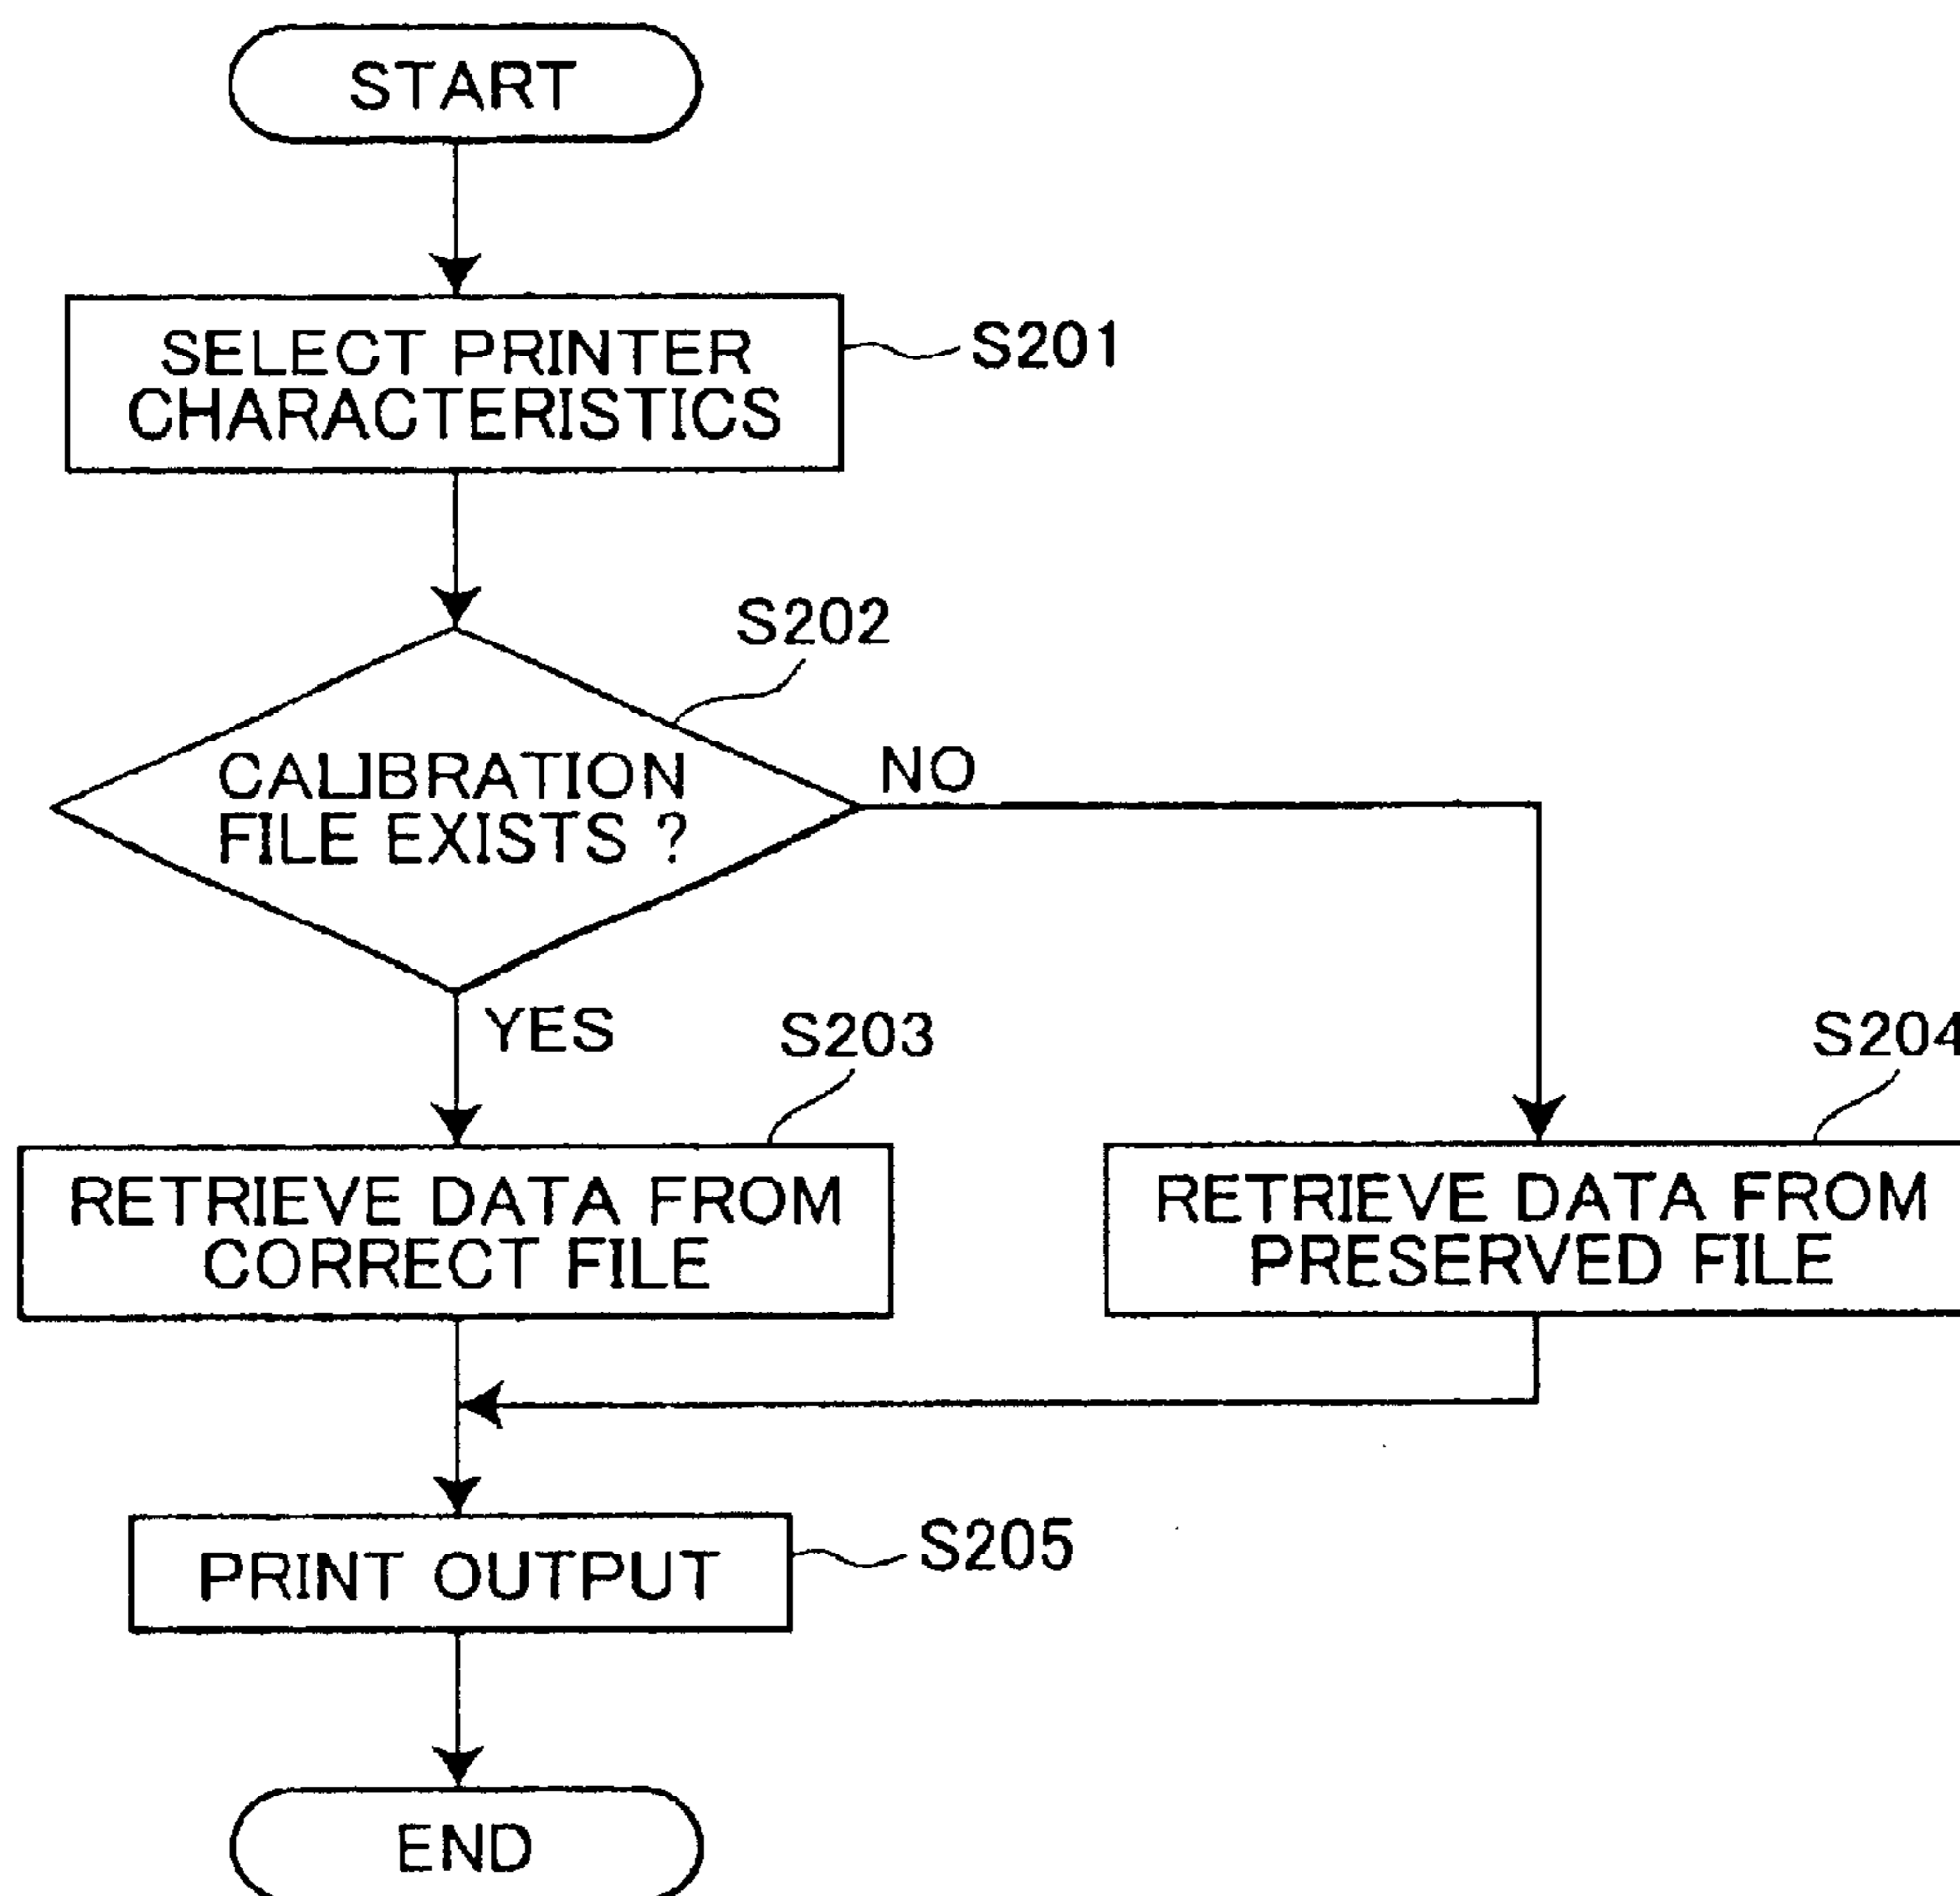 START
SELECT PRINTER
CHARACTERISTICS
S201
S202
CALIBRATION
FILE EXISTS ?
NO
YES
S203
S204
RETRIEVE DATA FROM
CORRECT FILE
RETRIEVE DATA FROM
PRESERVED FILE
PRINT OUTPUT
S205
END